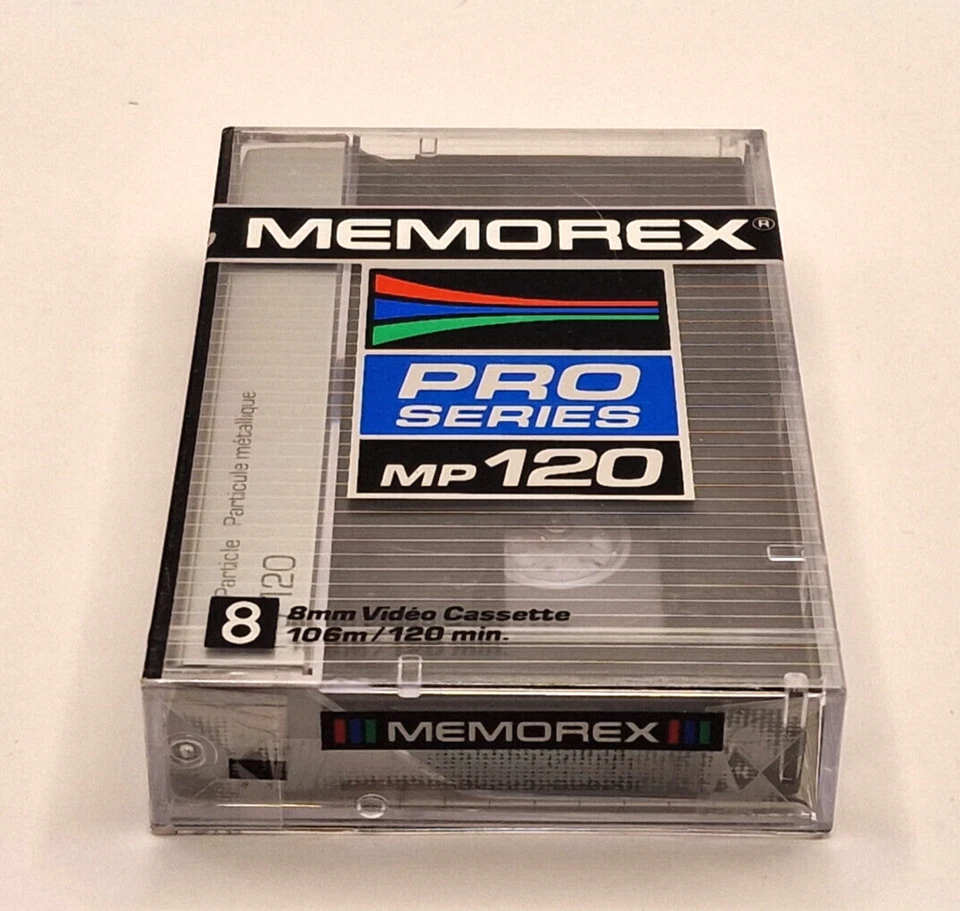 MEMOREX®
PRO
SERIES
MP 120
Particle Particule métallique
120
8 8mm Vidéo Cassette
106m/120 min.
MEMOREX